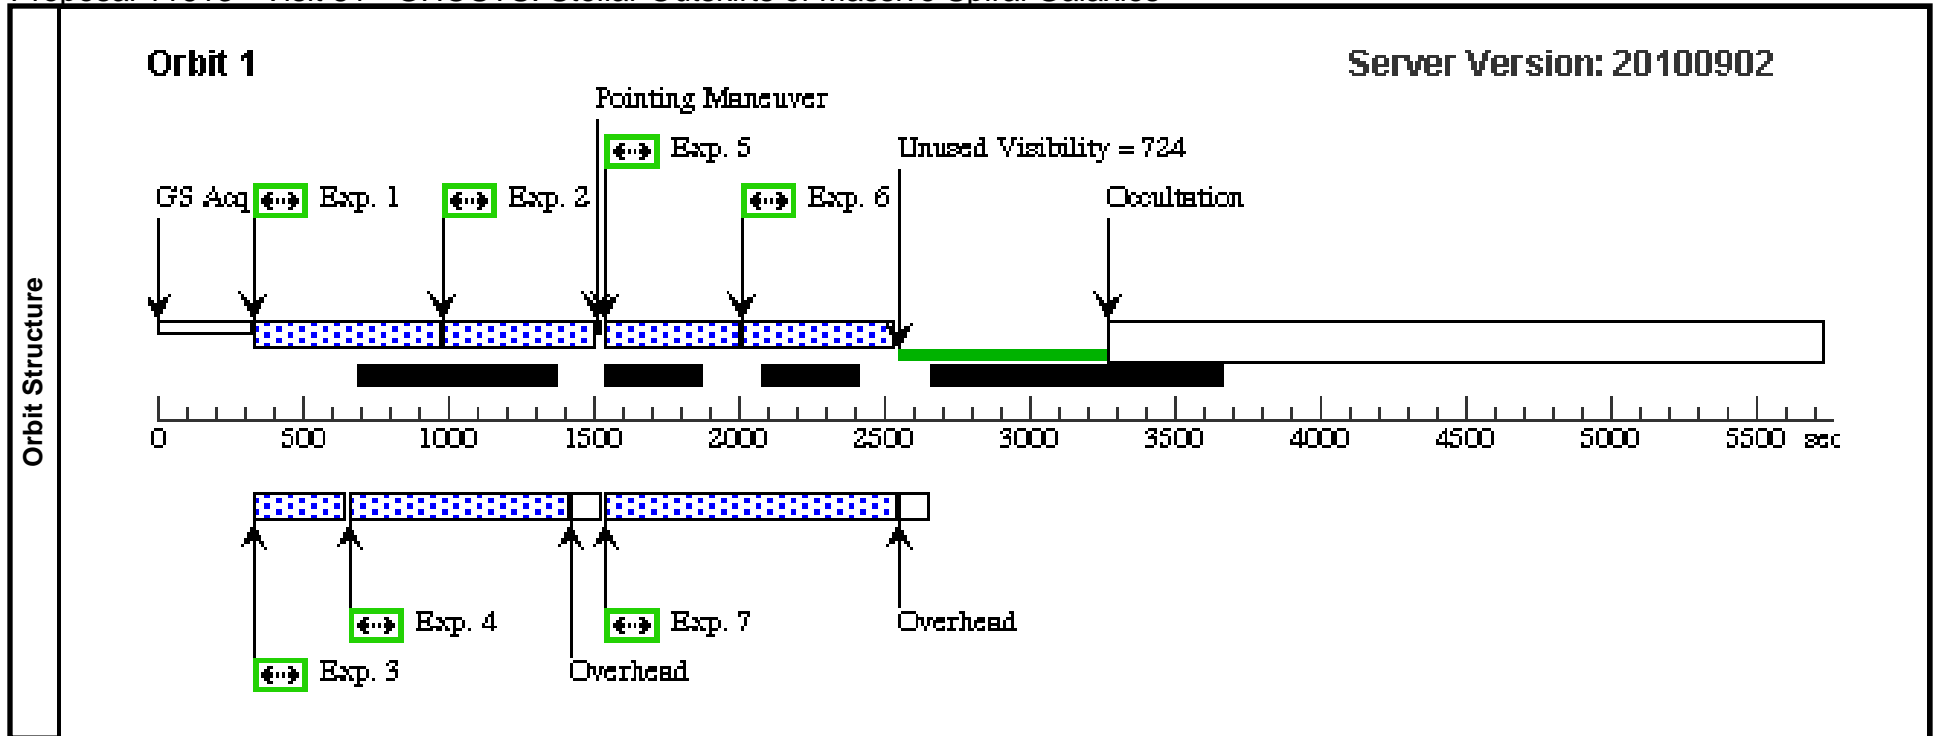 Orbit 1
Server Version: 20100902
Pointing Maneuver
Exp. 5
Unused Visibility = 724
GS Acq
Exp. 1
Exp. 2
Exp. 6
Occultation
Orbit Structure
0 500 1000 1500 2000 2500 3000 3500 4000 4500 5000 5500 sec
Exp. 4
Exp. 7
Overhead
Exp. 3
Overhead